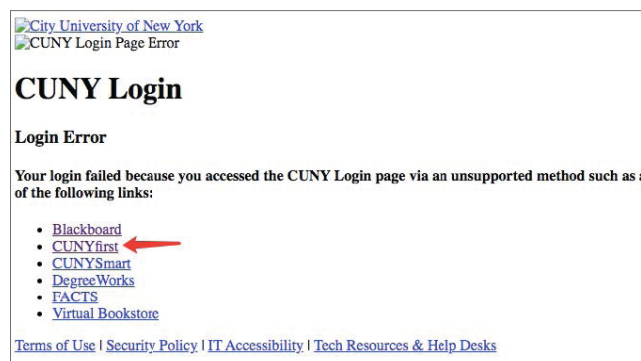 City University of New York
CUNY Login Page Error
CUNY Login
Login Error
Your login failed because you accessed the CUNY Login page via an unsupported method such as
of the following links:
Blackboard
CUNYfirst
CUNYSmart
DegreeWorks
FACTS
Virtual Bookstore
Terms of Use | Security Policy | IT Accessibility | Tech Resources & Help Desks